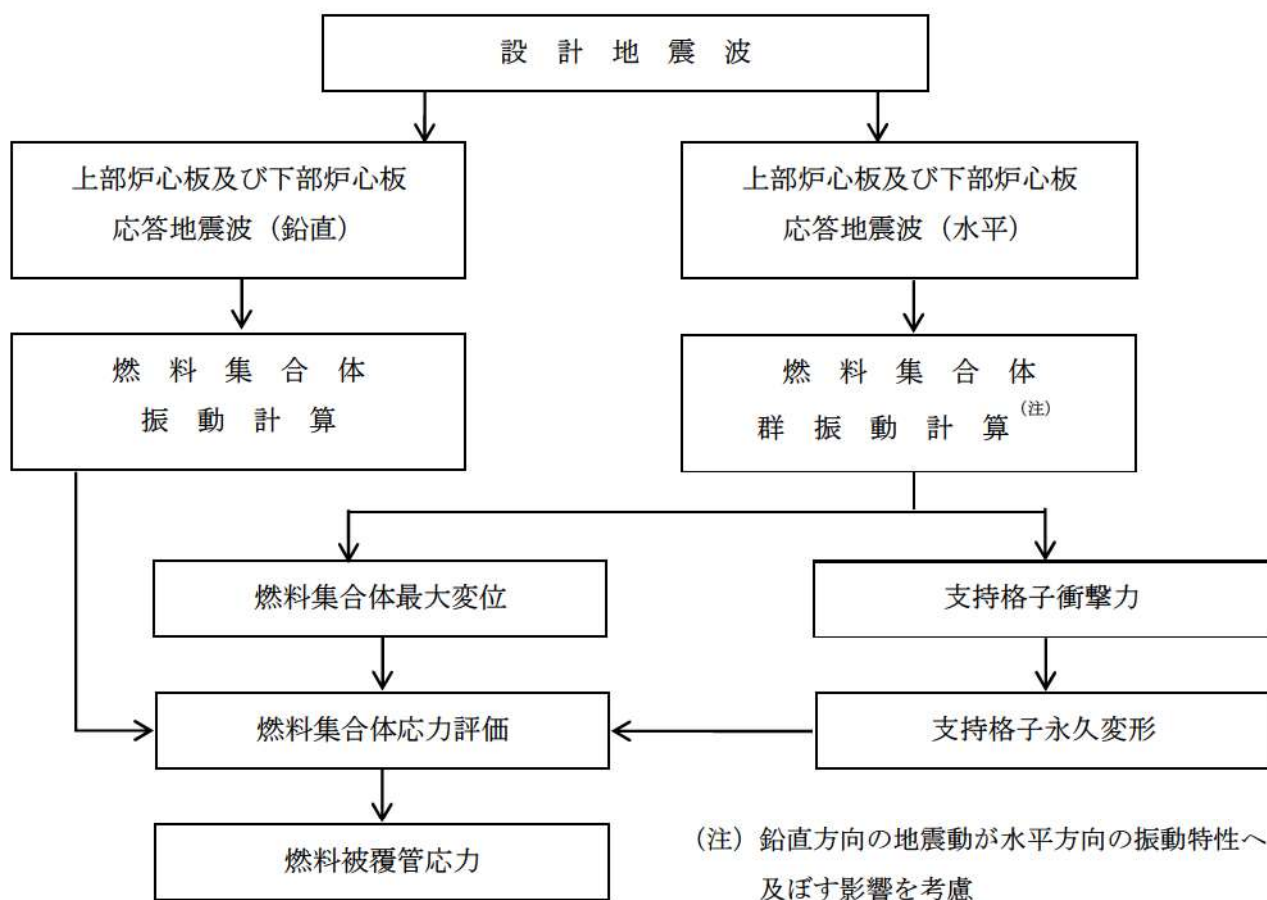 設計地震波
上部炉心板及び下部炉心板
応答地震波（鉛直）
上部炉心板及び下部炉心板
応答地震波（水平）
燃料集合体
振動計算
燃料集合体
群振動計算（注）
燃料集合体最大変位
支持格子衝撃力
燃料集合体応力評価
支持格子永久変形
燃料被覆管応力
（注）鉛直方向の地震動が水平方向の振動特性へ
及ぼす影響を考慮